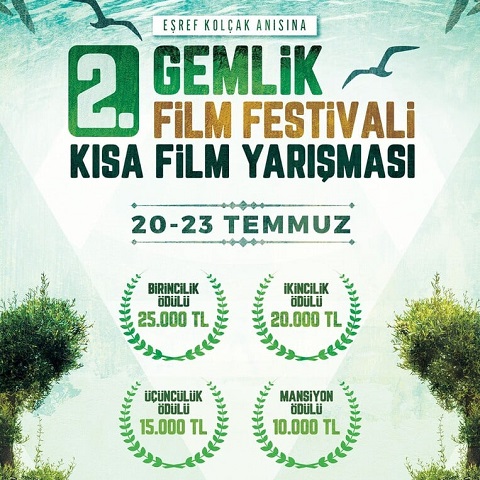 EŞREF KOLÇAK ANISINA
2. GEMLİK
FİLM FESTİVALİ
KISA FİLM YARIŞMASI
20-23 TEMMUZ
BİRİNCİLİK
ÖDÜLÜ
25.000 TL
İKİNCİLİK
ÖDÜLÜ
20.000 TL
ÜÇÜNCÜLÜK
ÖDÜLÜ
15.000 TL
MANSİYON
ÖDÜLÜ
10.000 TL